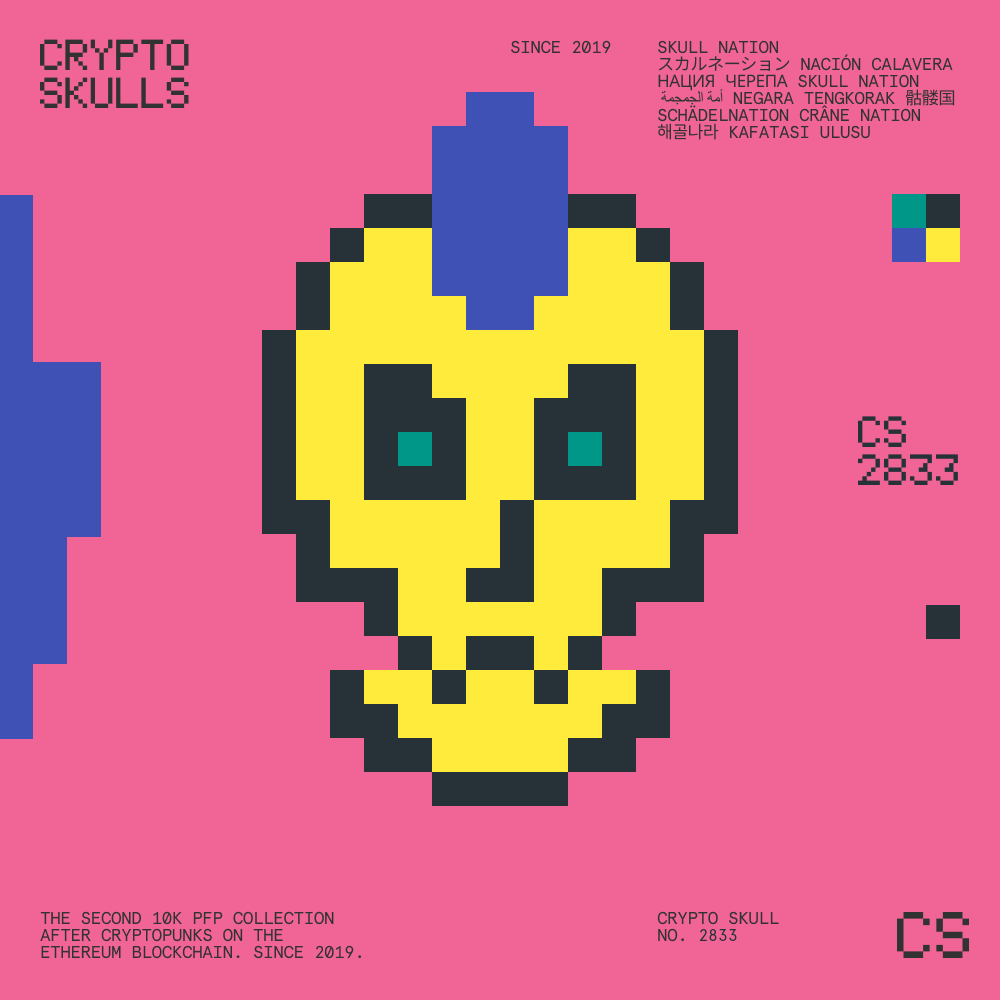 CRYPTO
SKULLS
SINCE 2019
SKULL NATION
スカルネーション NACIÓN CALAVERA
НАЦИЯ ЧЕРЕПА SKULL NATION
أمة الجمجمة NEGARA TENGKORAK 骷髅国
SCHÄDELNATION CRÂNE NATION
해골나라 KAFATASI ULUSU
CS
2833
THE SECOND 10K PFP COLLECTION
AFTER CRYPTOPUNKS ON THE
ETHEREUM BLOCKCHAIN. SINCE 2019.
CRYPTO SKULL
NO. 2833
CS